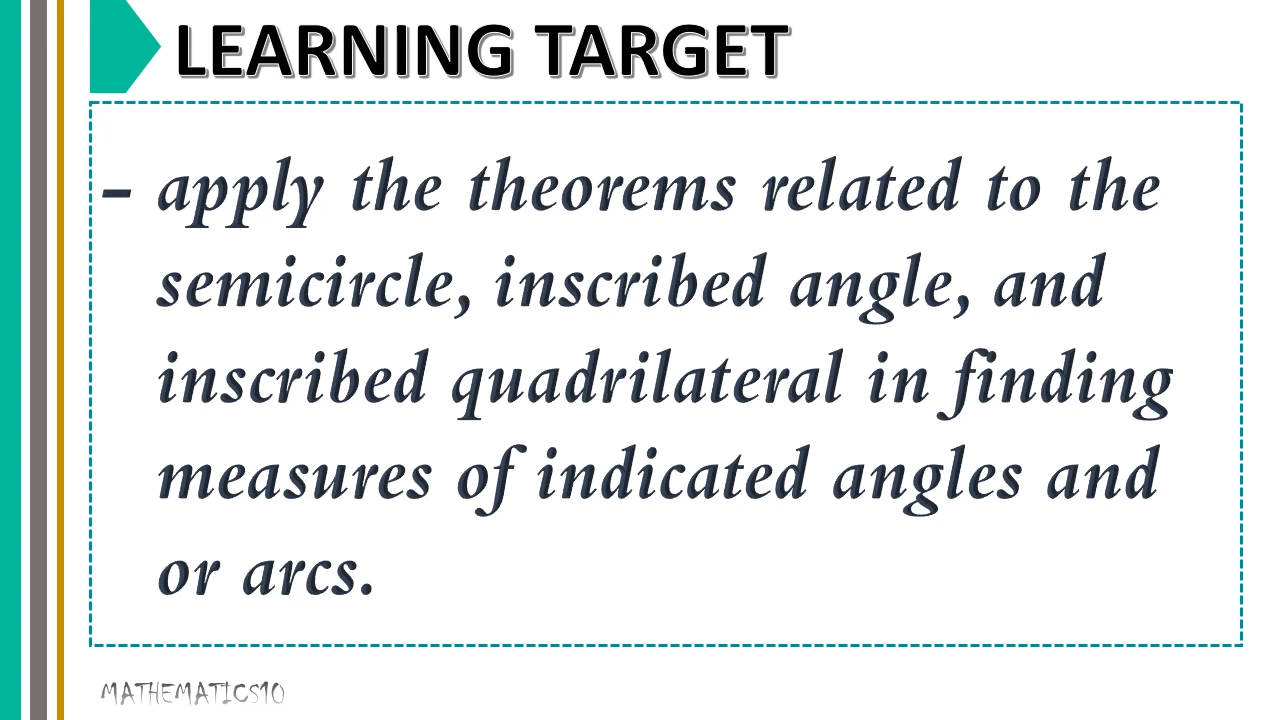 LEARNING TARGET
- apply the theorems related to the
semicircle, inscribed angle, and
inscribed quadrilateral in finding
measures of indicated angles and
or arcs.
MATHEMATICS10